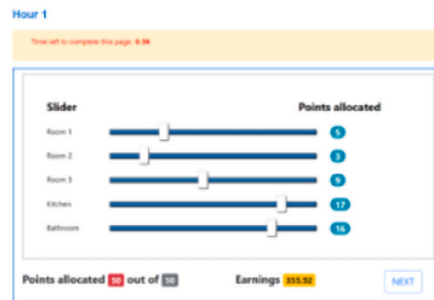 Hour 1
Time left to complete this page: 0:36
Slider Points allocated
Room 1 5
Room 2 3
Room 3 9
Kitchen 17
Bathroom 16
Points allocated 50 out of 50 Earnings 355.92 NEXT